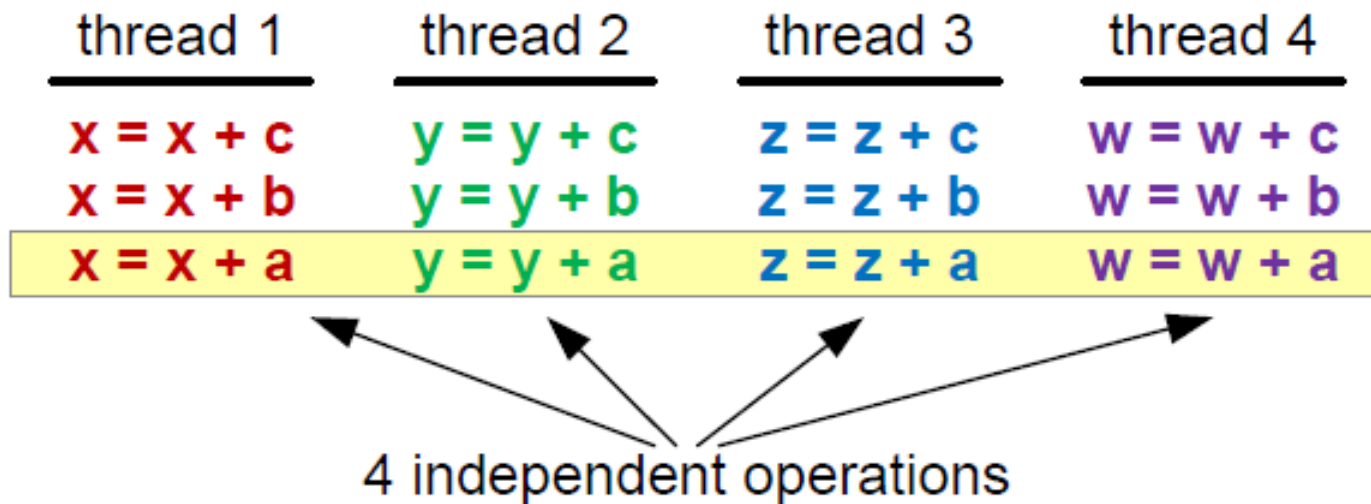 thread 1 thread 2 thread 3 thread 4
x = x + c y = y + c z = z + c w = w + c
x = x + b y = y + b z = z + b w = w + b
x = x + a y = y + a z = z + a w = w + a
4 independent operations